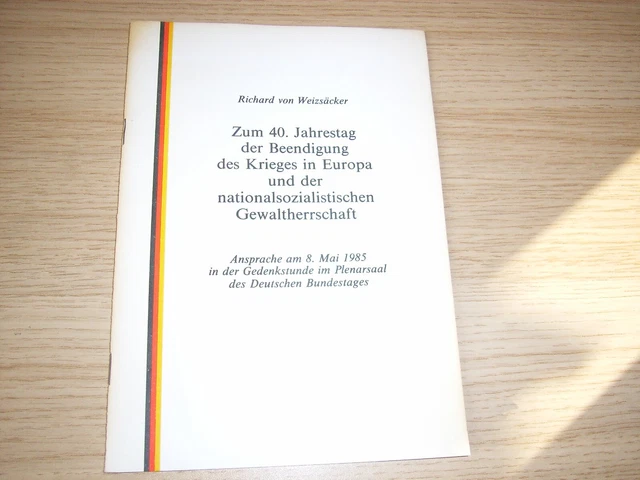 Richard von Weizsäcker
Zum 40. Jahrestag
der Beendigung
des Krieges in Europa
und der
nationalsozialistischen
Gewaltherrschaft
Ansprache am 8. Mai 1985
in der Gedenkstunde im Plenarsaal
des Deutschen Bundestages